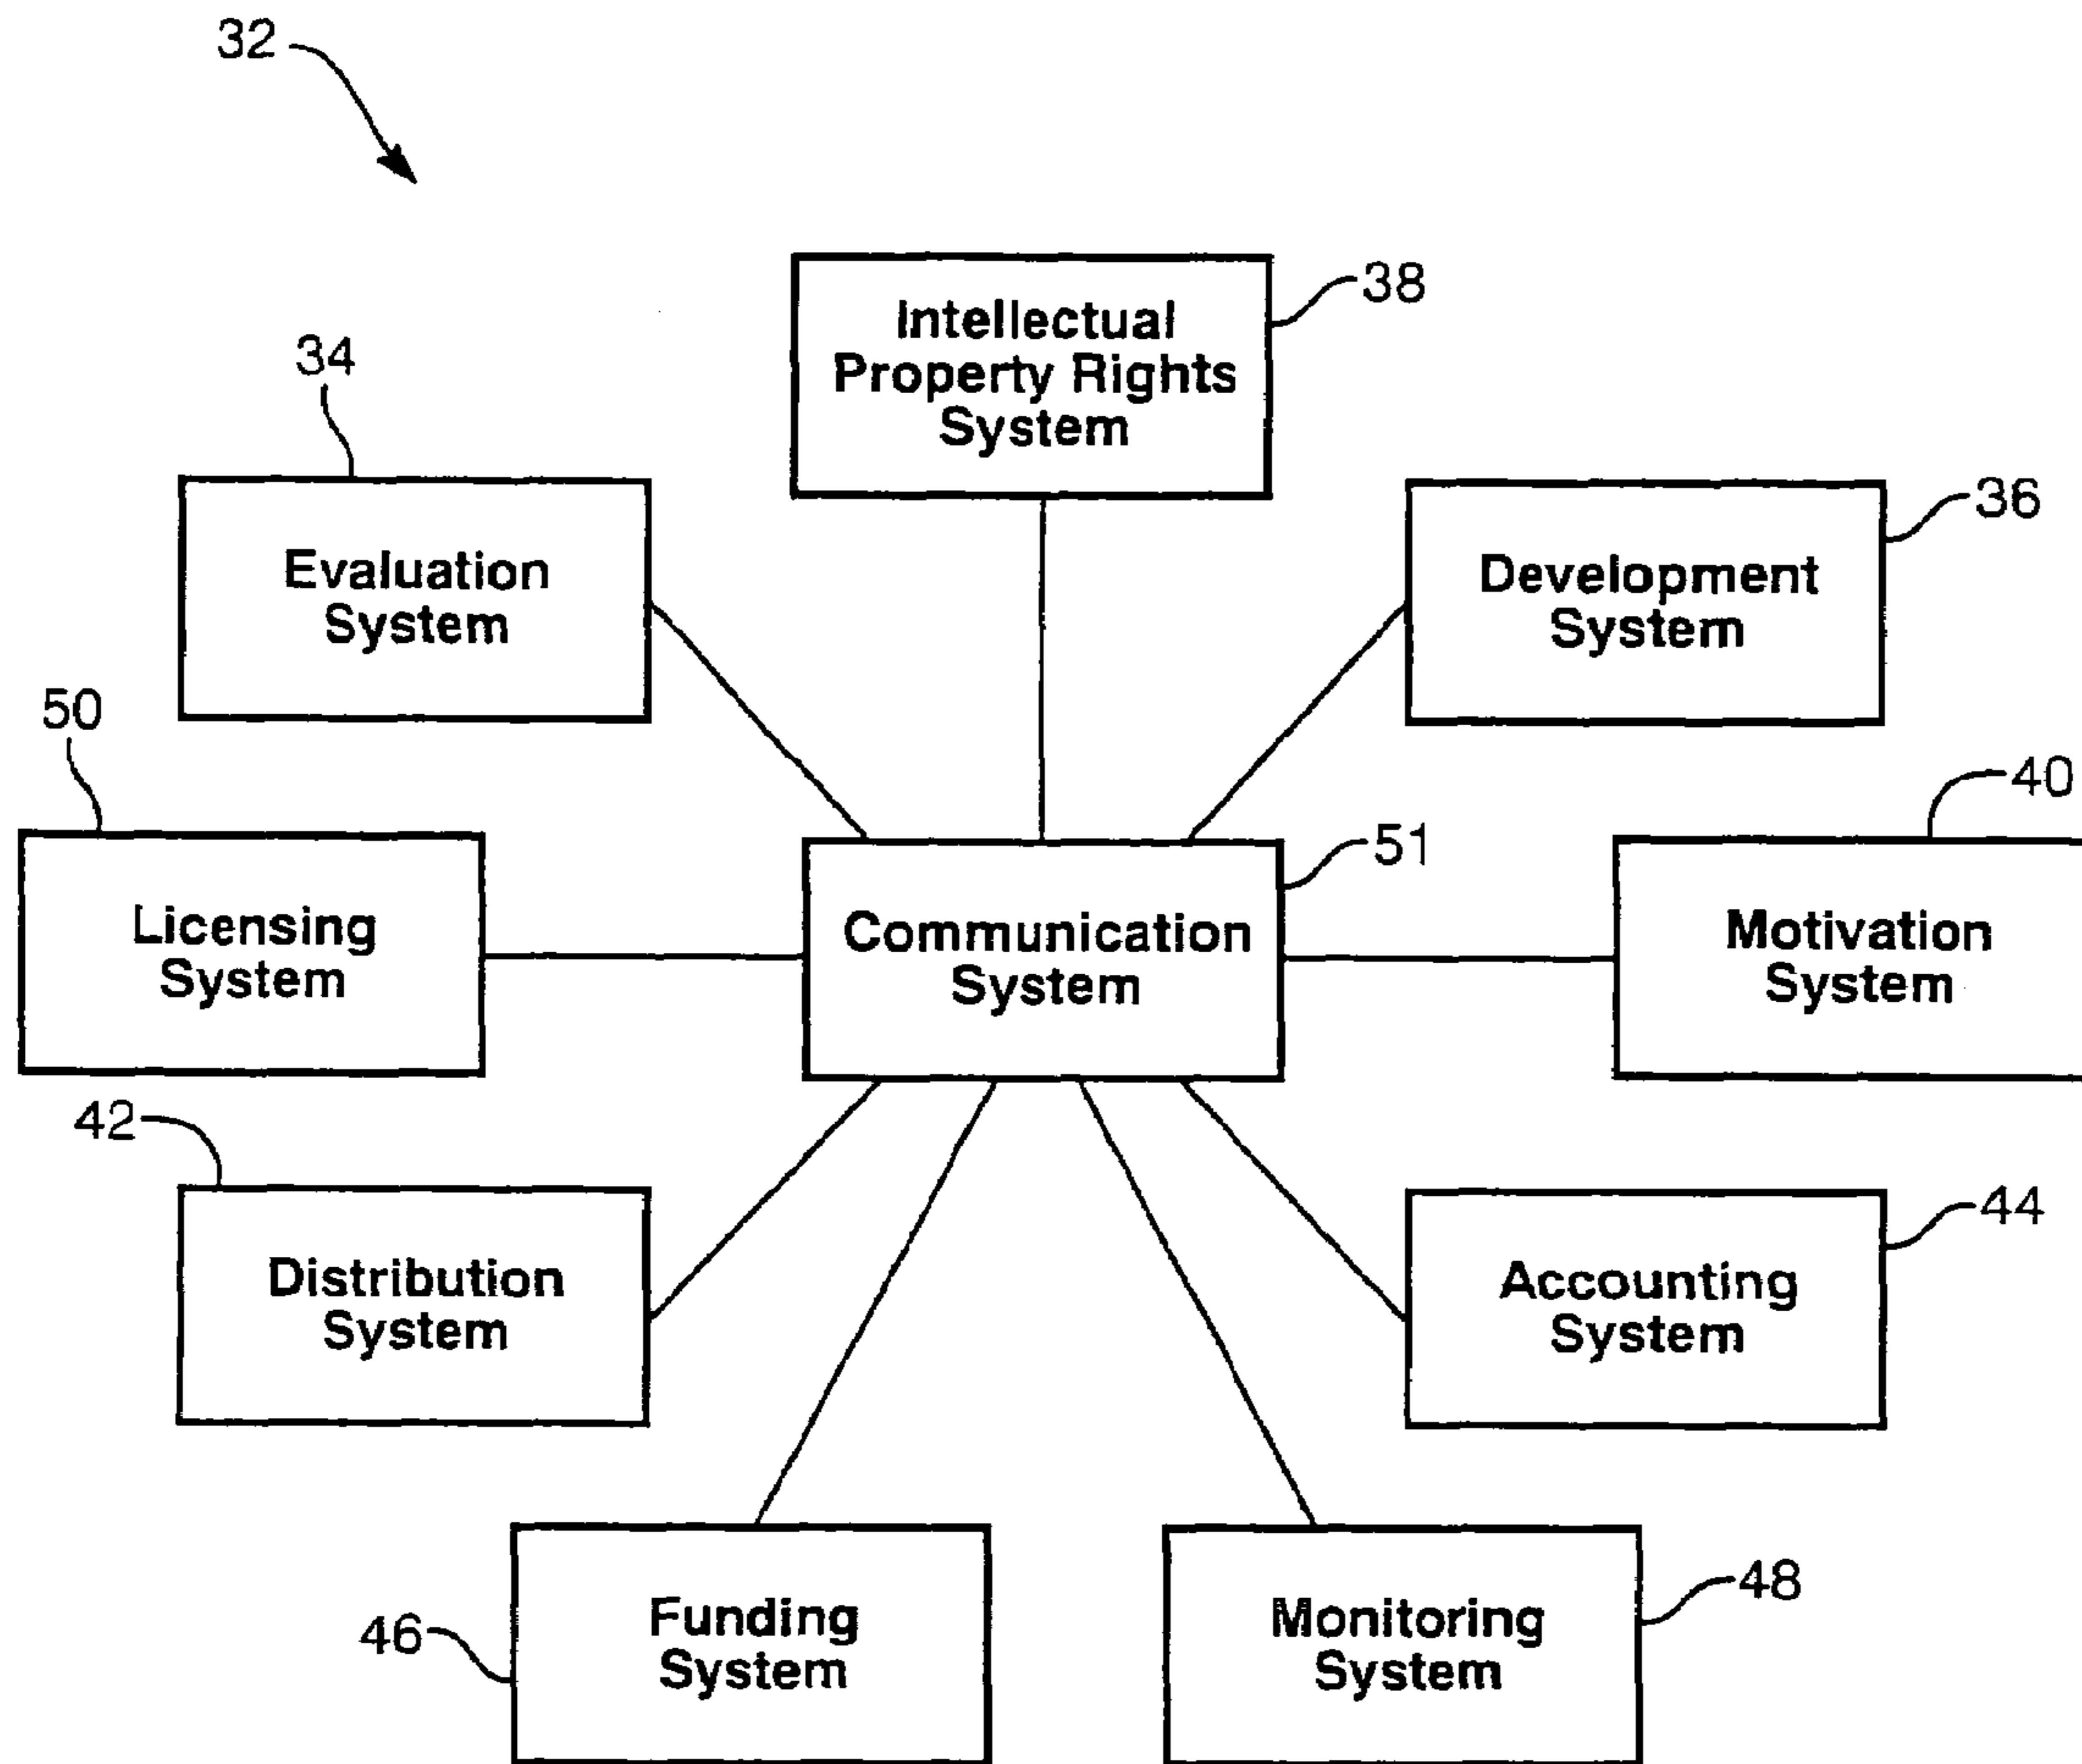 32
38
Intellectual
Property Rights
System
34
36
Evaluation
System
Development
System
50
40
51
Licensing
System
Communication
System
Motivation
System
42
44
Distribution
System
Accounting
System
46
Funding
System
48
Monitoring
System